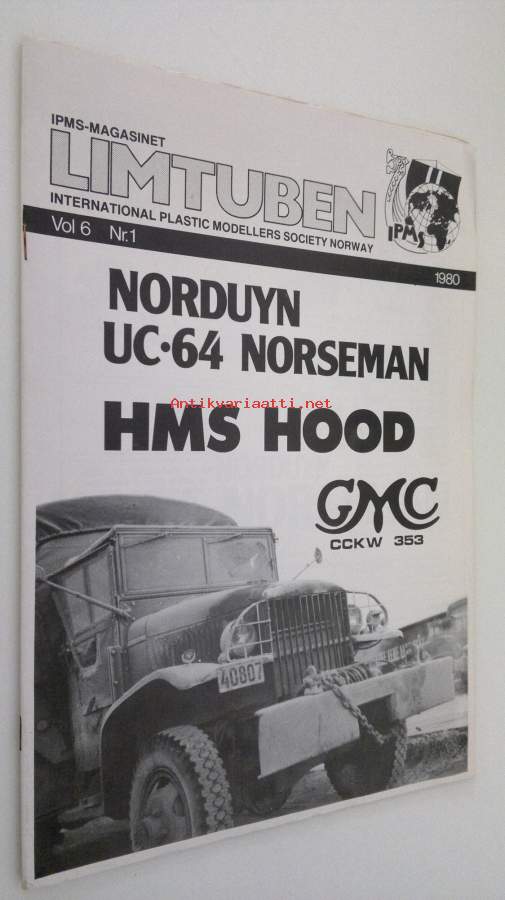 IPMS-MAGASINET
LIMTUBEN
INTERNATIONAL PLASTIC MODELLERS SOCIETY NORWAY
IPMS
Vol 6 Nr.1
1980
NORDUYN
UC·64 NORSEMAN
Antikvariaatti.net
HMS HOOD
GMC
CCKW 353
40807